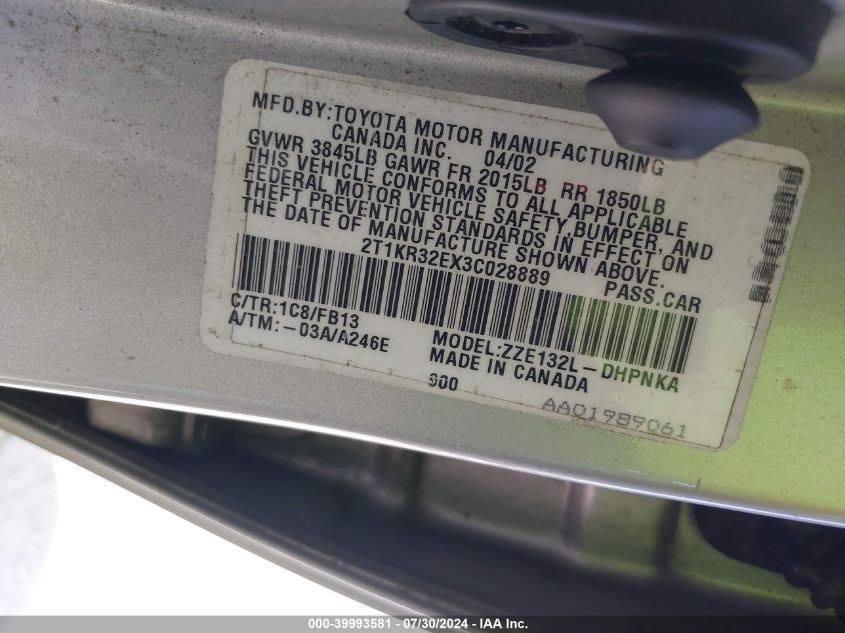 MFD.BY:TOYOTA MOTOR MANUFACTURING
CANADA INC. 04/02
GVWR 3845LB GAWR FR 2015LB RR 1850LB
THIS VEHICLE CONFORMS TO ALL APPLICABLE
FEDERAL MOTOR VEHICLE SAFETY,BUMPER, AND
THEFT PREVENTION STANDARDS IN EFFECT ON
THE DATE OF MANUFACTURE SHOWN ABOVE.
2T1KR32EX3C028889 PASS.CAR
C/TR:1C8/FB13
A/TM:-03A/A246E
MODEL:ZZE132L-DHPNKA
MADE IN CANADA
AA01989061
000-39993581 - 07/30/2024 - IAA Inc.